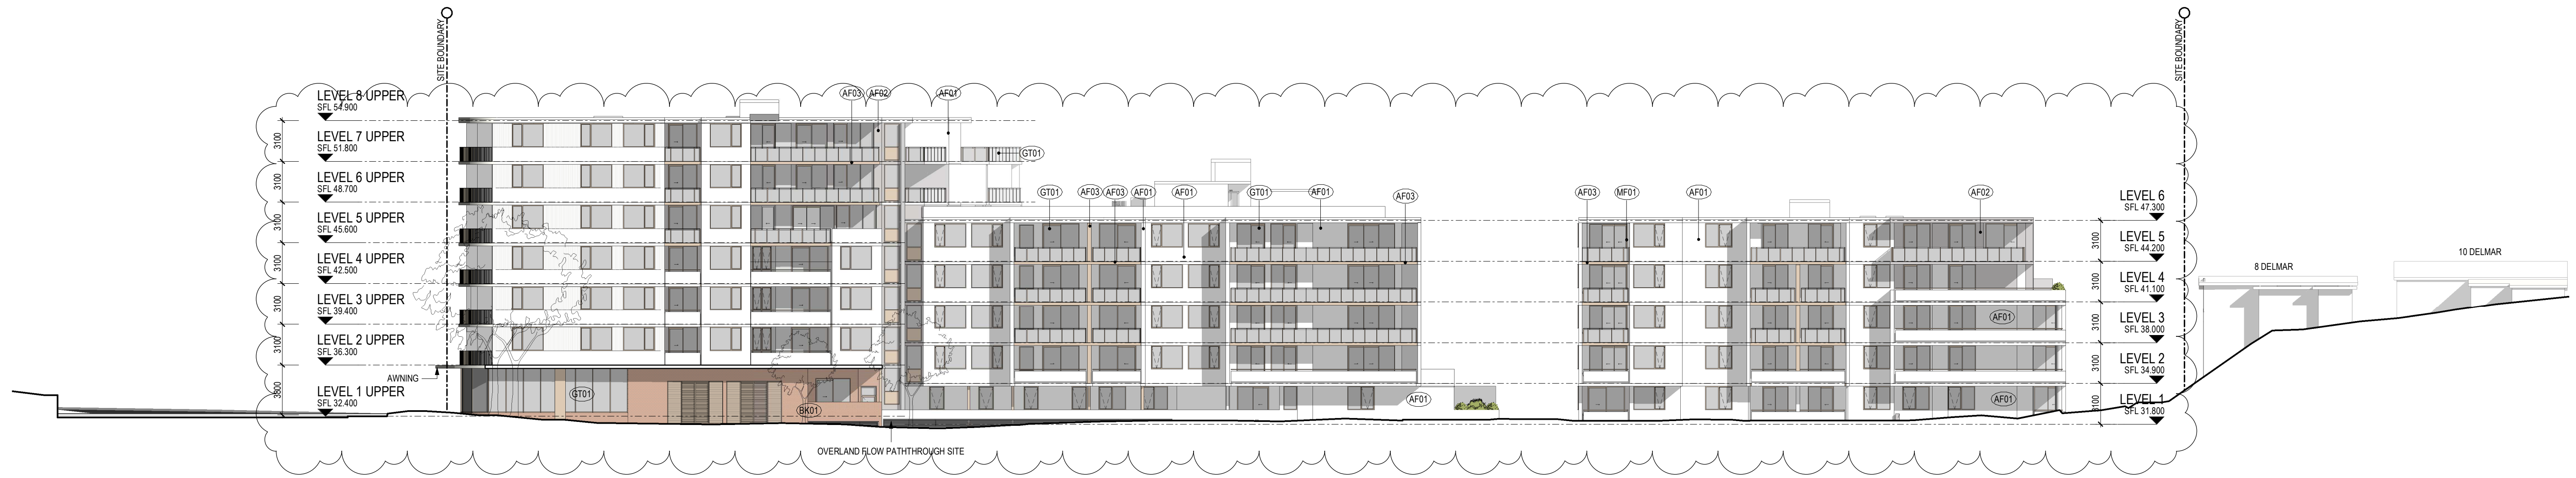 SITE BOUNDARY
SITE BOUNDARY
LEVEL 8 UPPER
SFL 54.900
3100
LEVEL 7 UPPER
SFL 51.800
3100
LEVEL 6 UPPER
SFL 48.700
3100
LEVEL 5 UPPER
SFL 45.600
3100
LEVEL 4 UPPER
SFL 42.500
3100
LEVEL 3 UPPER
SFL 39.400
3100
LEVEL 2 UPPER
SFL 36.300
3800
LEVEL 1 UPPER
SFL 32.400
AWNING
AF03
AF02
AF01
GT01
GT01
AF03
AF03
AF01
AF01
GT01
AF01
AF03
AF03
MF01
AF01
AF02
GT01
BK01
AF01
AF01
AF01
OVERLAND FLOW PATHTHROUGH SITE
LEVEL 6
SFL 47.300
3100
LEVEL 5
SFL 44.200
3100
LEVEL 4
SFL 41.100
3100
LEVEL 3
SFL 38.000
3100
LEVEL 2
SFL 34.900
3100
LEVEL 1
SFL 31.800
8 DELMAR
10 DELMAR